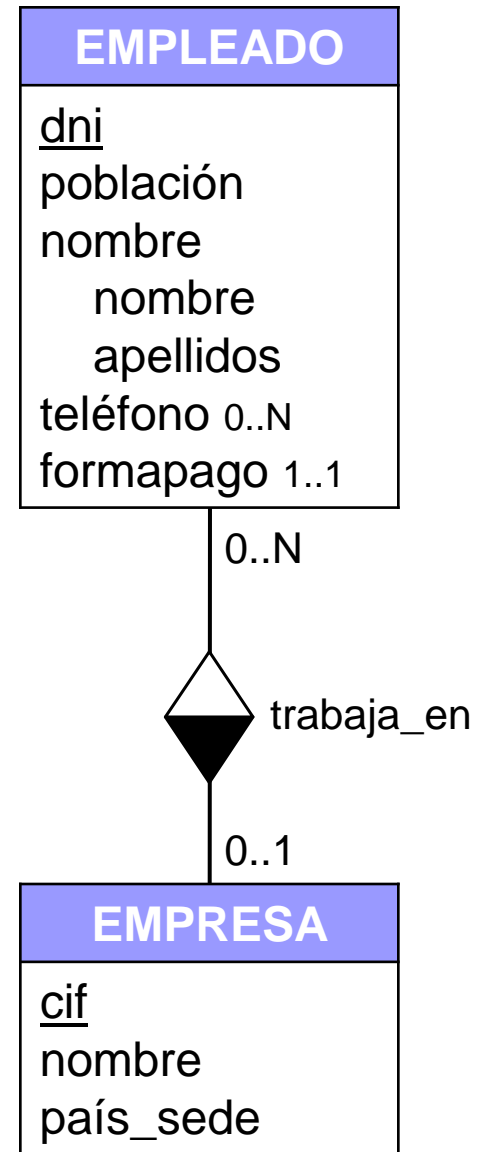 EMPLEADO
dni
población
nombre
nombre
apellidos
teléfono 0..N
formapago 1..1
0..N
trabaja_en
0..1
EMPRESA
cif
nombre
país_sede